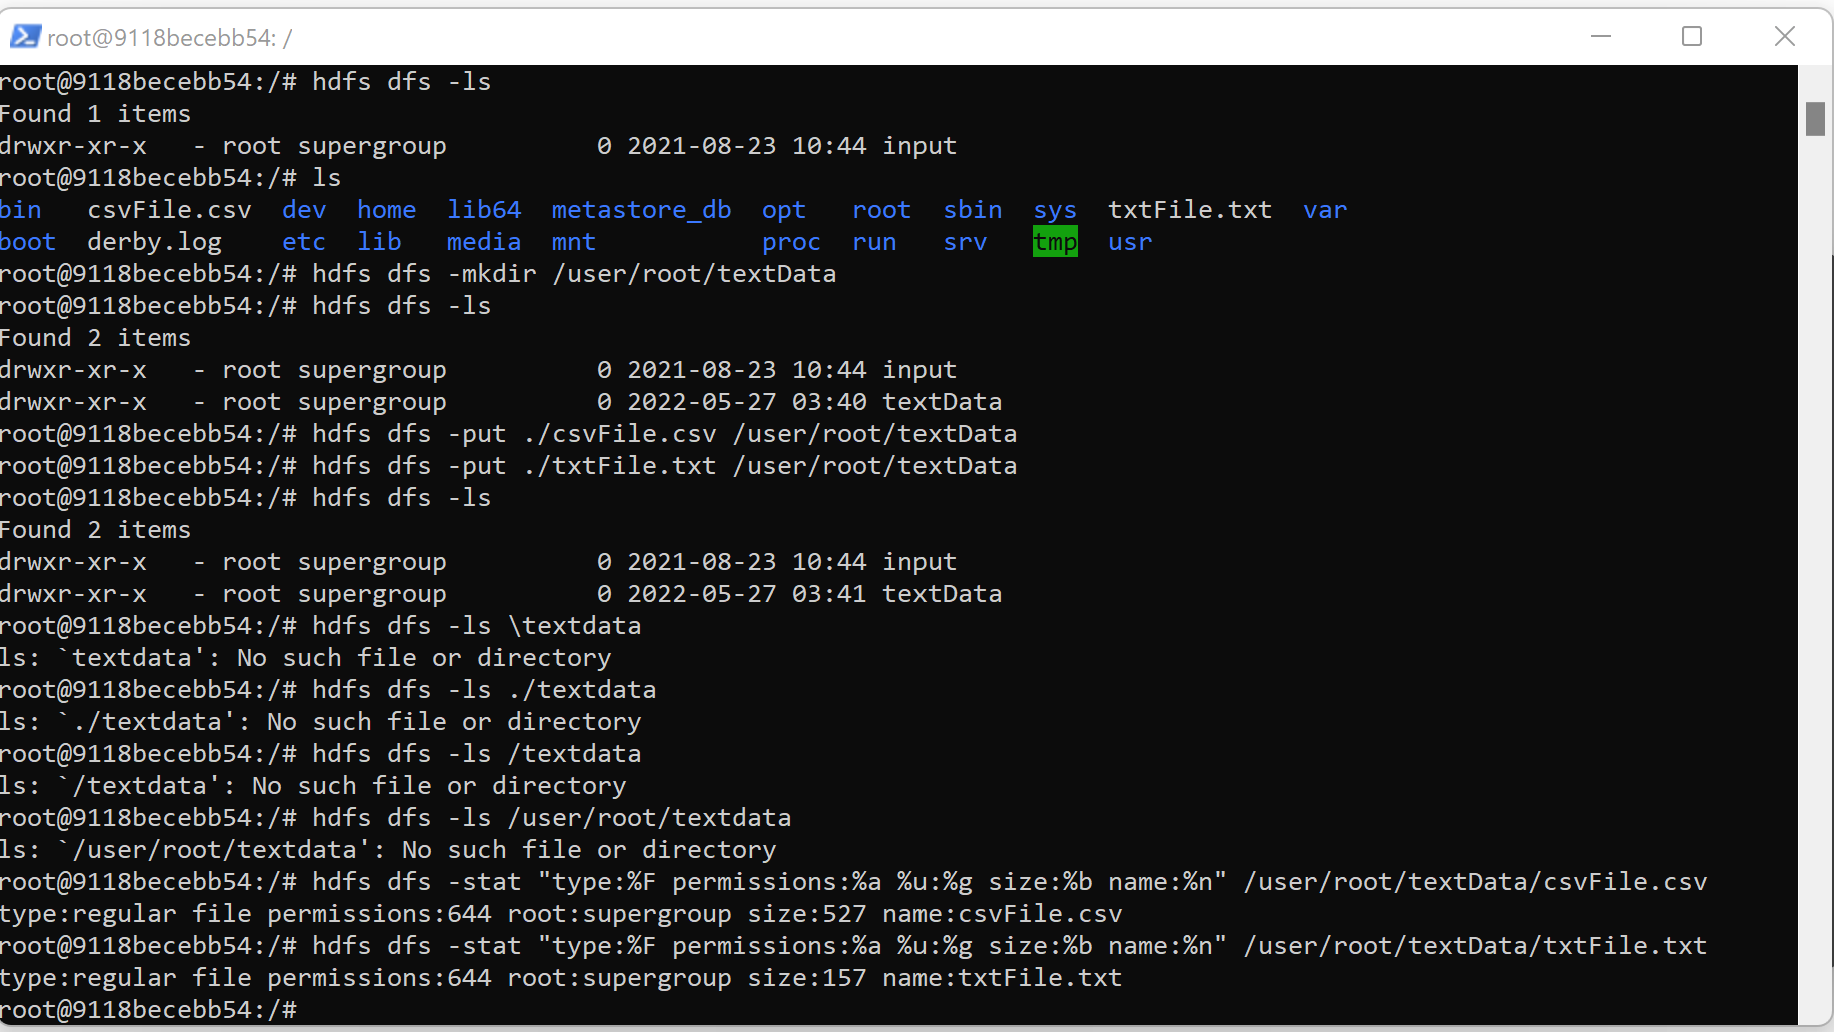 root@9118becebb54: /
root@9118becebb54:/# hdfs dfs -ls
Found 1 items
drwxr-xr-x   - root supergroup          0 2021-08-23 10:44 input
root@9118becebb54:/# ls
bin   csvFile.csv  dev  home  lib64  metastore_db  opt   root  sbin  sys  txtFile.txt  var
boot  derby.log    etc  lib   media  mnt           proc  run   srv   tmp  usr
root@9118becebb54:/# hdfs dfs -mkdir /user/root/textData
root@9118becebb54:/# hdfs dfs -ls
Found 2 items
drwxr-xr-x   - root supergroup          0 2021-08-23 10:44 input
drwxr-xr-x   - root supergroup          0 2022-05-27 03:40 textData
root@9118becebb54:/# hdfs dfs -put ./csvFile.csv /user/root/textData
root@9118becebb54:/# hdfs dfs -put ./txtFile.txt /user/root/textData
root@9118becebb54:/# hdfs dfs -ls
Found 2 items
drwxr-xr-x   - root supergroup          0 2021-08-23 10:44 input
drwxr-xr-x   - root supergroup          0 2022-05-27 03:41 textData
root@9118becebb54:/# hdfs dfs -ls \textdata
ls: `textdata': No such file or directory
root@9118becebb54:/# hdfs dfs -ls ./textdata
ls: `./textdata': No such file or directory
root@9118becebb54:/# hdfs dfs -ls /textdata
ls: `/textdata': No such file or directory
root@9118becebb54:/# hdfs dfs -ls /user/root/textdata
ls: `/user/root/textdata': No such file or directory
root@9118becebb54:/# hdfs dfs -stat "type:%F permissions:%a %u:%g size:%b name:%n" /user/root/textData/csvFile.csv
type:regular file permissions:644 root:supergroup size:527 name:csvFile.csv
root@9118becebb54:/# hdfs dfs -stat "type:%F permissions:%a %u:%g size:%b name:%n" /user/root/textData/txtFile.txt
type:regular file permissions:644 root:supergroup size:157 name:txtFile.txt
root@9118becebb54:/#